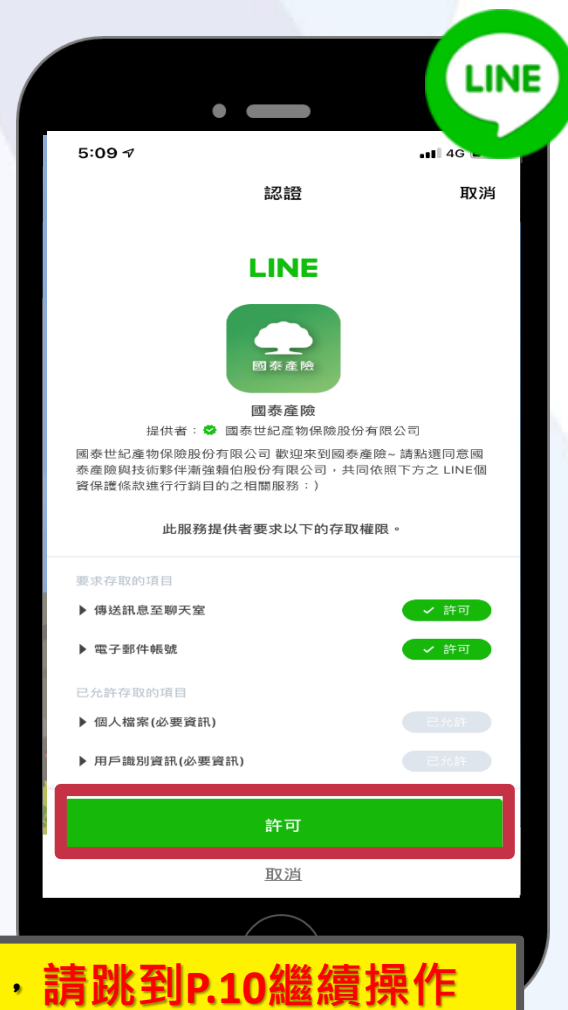 LINE
5:09
4G
認證
取消
LINE
國泰產險
國泰產險
提供者： 國泰世紀產物保險股份有限公司
國泰世紀產物保險股份有限公司 歡迎來到國泰產險~ 請點選同意國
泰產險與技術夥伴漸強賴伯股份有限公司，共同依照下方之 LINE個
資保護條款進行行銷目的之相關服務：)
此服務提供者要求以下的存取權限。
要求存取的項目
▶ 傳送訊息至聊天室
✓ 許可
▶ 電子郵件帳號
✓ 許可
已允許存取的項目
▶ 個人檔案(必要資訊)
已允許
▶ 用戶識別資訊(必要資訊)
已允許
許可
取消
，請跳到P.10繼續操作